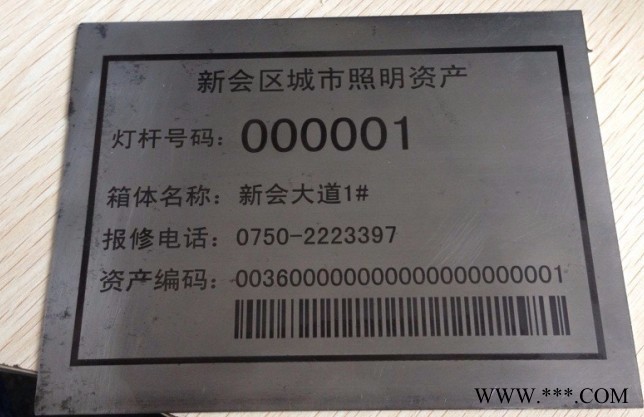 新会区城市照明资产
灯杆号码：000001
箱体名称：新会大道1#
报修电话：0750-2223397
资产编码：0036000000000000000000001
WWW.***.COM